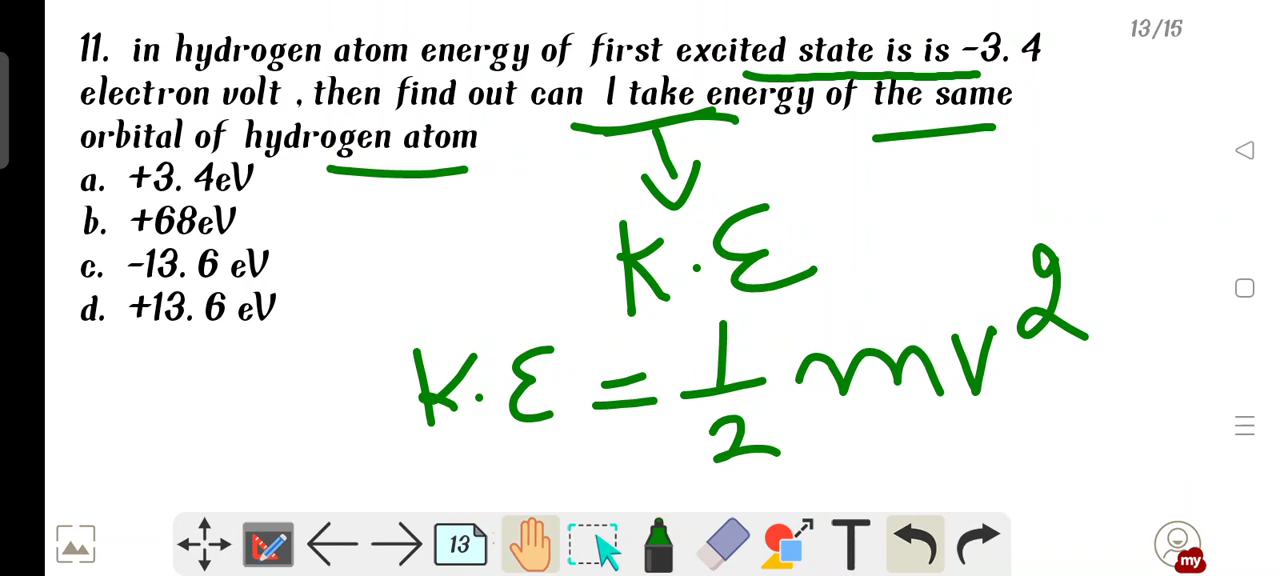 13/15
11. in hydrogen atom energy of first excited state is is -3. 4
electron volt , then find out can I take energy of the same
orbital of hydrogen atom
a. +3. 4eV
b. +68eV
c. -13. 6 eV
d. +13. 6 eV
K.E
K.E = 1/2 mv²
13
T
my